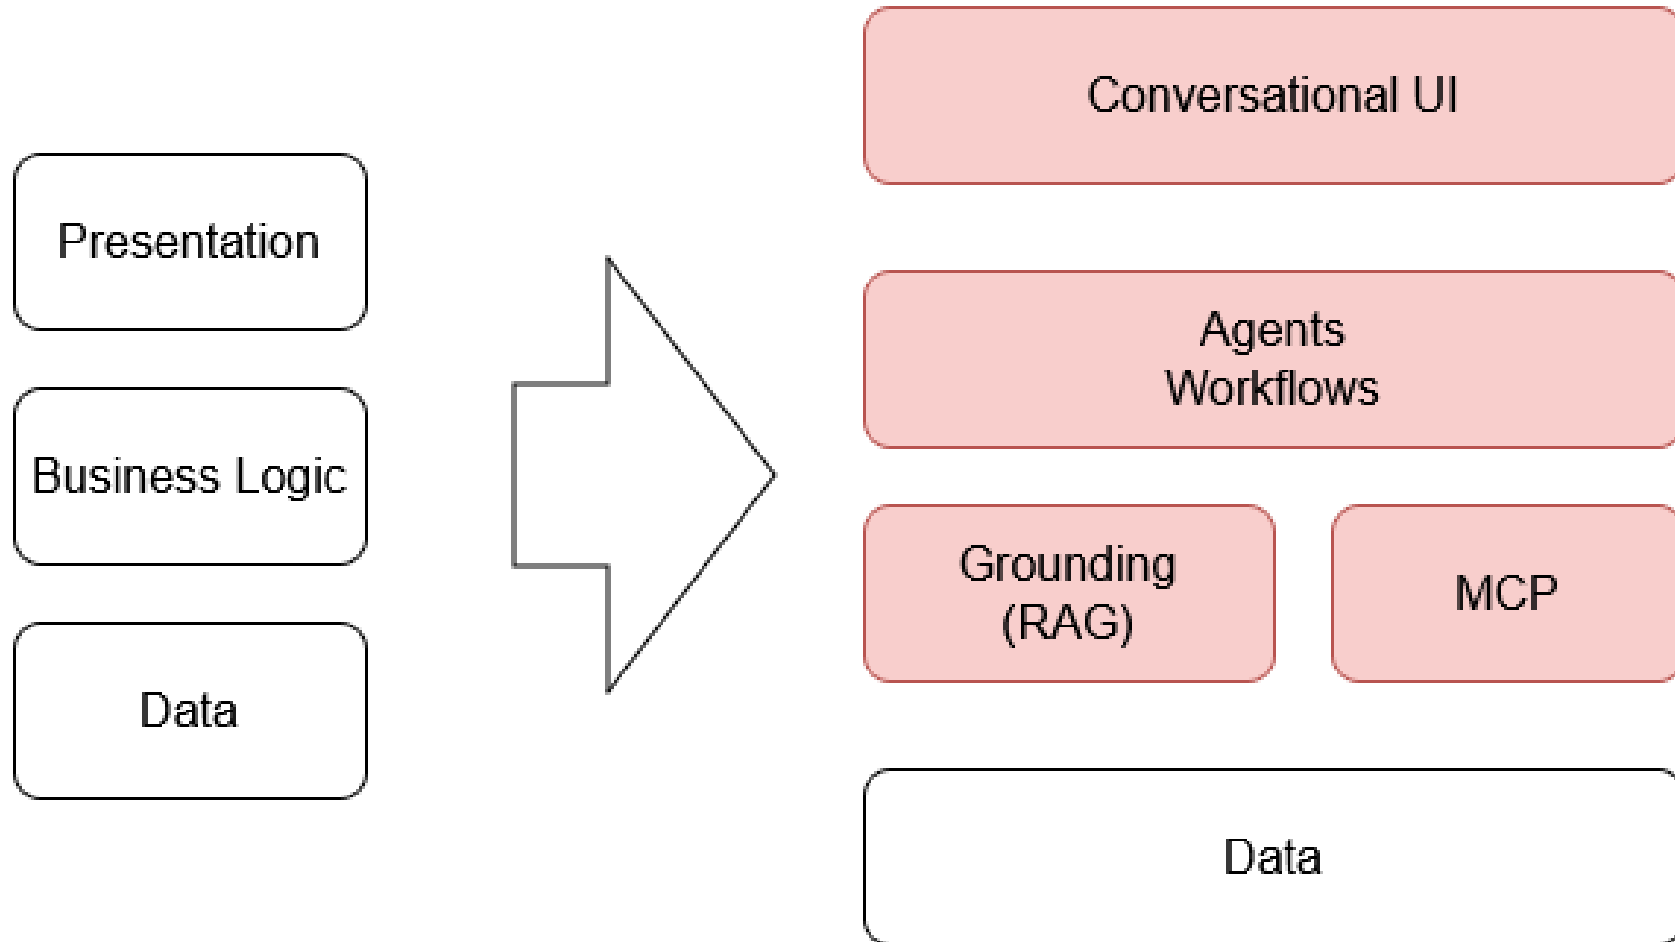 Presentation
Business Logic
Data
Conversational UI
Agents
Workflows
Grounding
(RAG)
MCP
Data